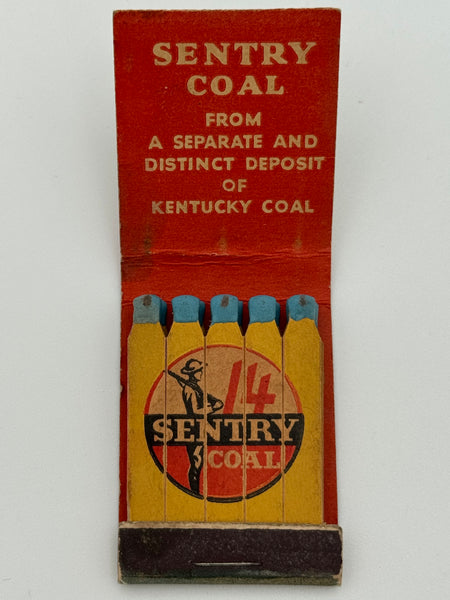 SENTRY
COAL
FROM
A SEPARATE AND
DISTINCT DEPOSIT
OF
KENTUCKY COAL
14
SENTRY
COAL